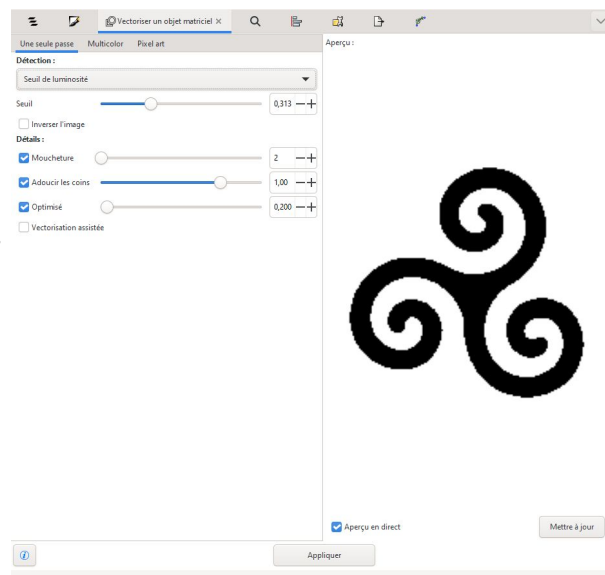 Vectoriser un objet matriciel ×
Une seule passe Multicolor Pixel art
Aperçu :
Détection :
Seuil de luminosité
Seuil 0,313
Inverser l'image
Détails :
Moucheture 2
Adoucir les coins 1,00
Optimisé 0,200
Vectorisation assistée
Aperçu en direct
Mettre à jour
Appliquer